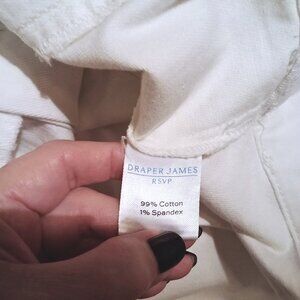 DRAPER JAMES
RSVP
99% Cotton
1% Spandex